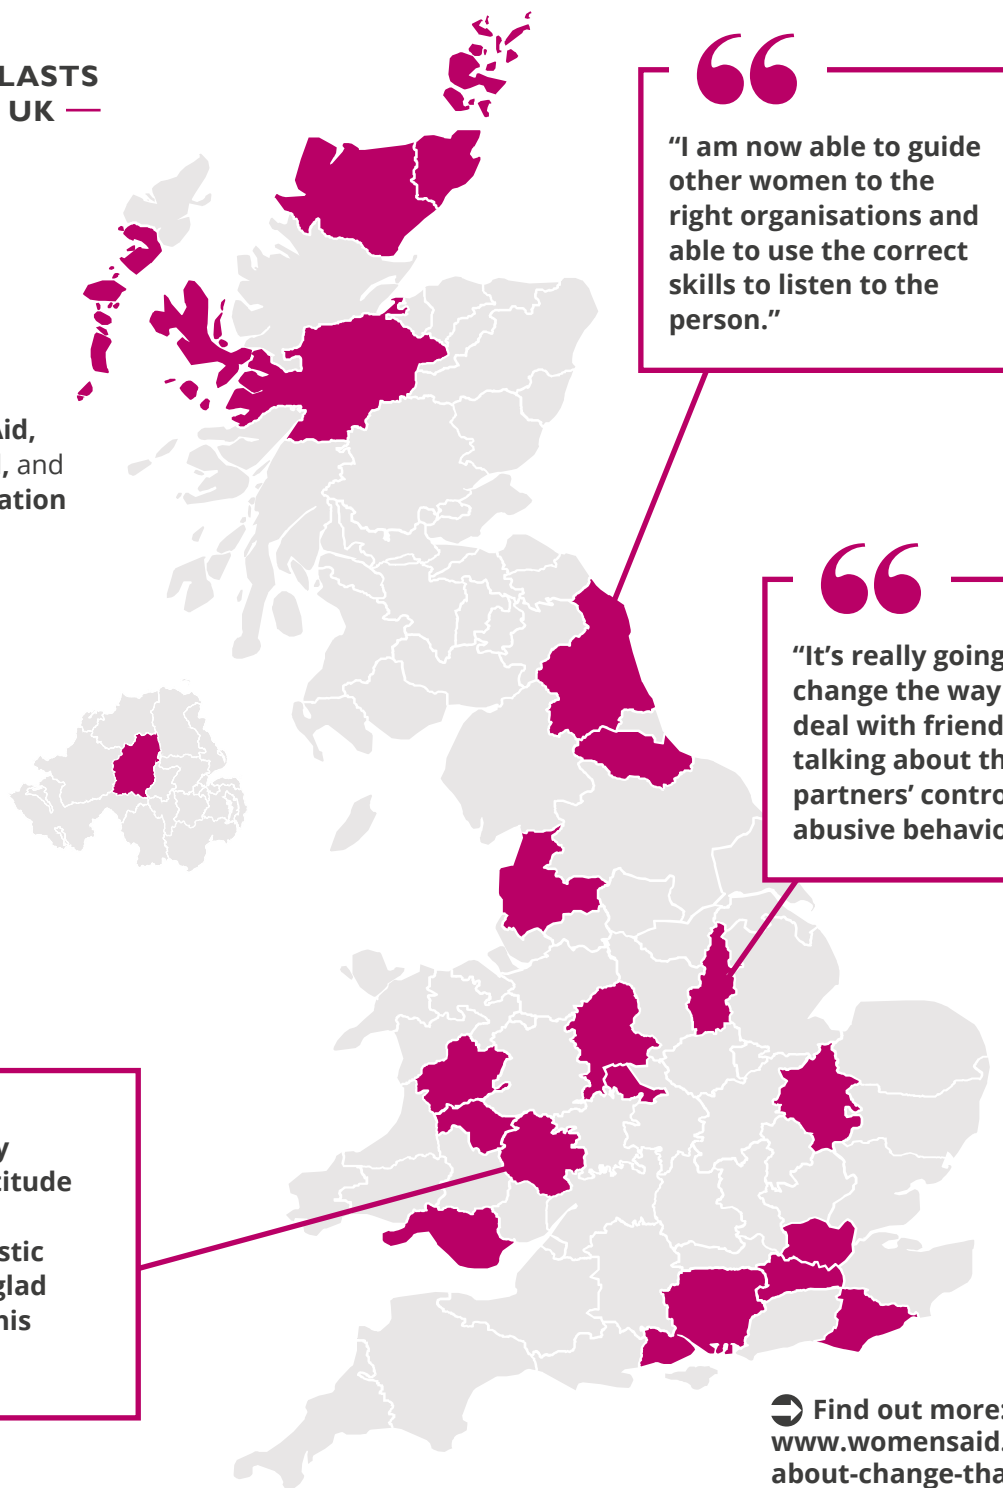 LASTS
UK
“I am now able to guide
other women to the
right organisations and
able to use the correct
skills to listen to the
person.”
Aid,
, and
ation
“It’s really going
change the way
deal with friend
talking about th
partners’ contro
abusive behavio
y
titude
stic
glad
his
Find out more:
www.womensaid.
about-change-tha